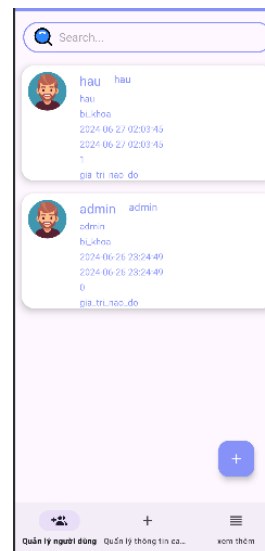 Search...
hau hau
hau
bi_khoa
2024-06-27 02:03:45
2024-06-27 02:03:45
1
gia_tri_nao_do
admin admin
admin
bi_khoa
2024-06-26 23:24:49
2024-06-26 23:24:49
0
gia_tri_nao_do
+
Quản lý người dùng Quản lý thông tin ca... xem thêm